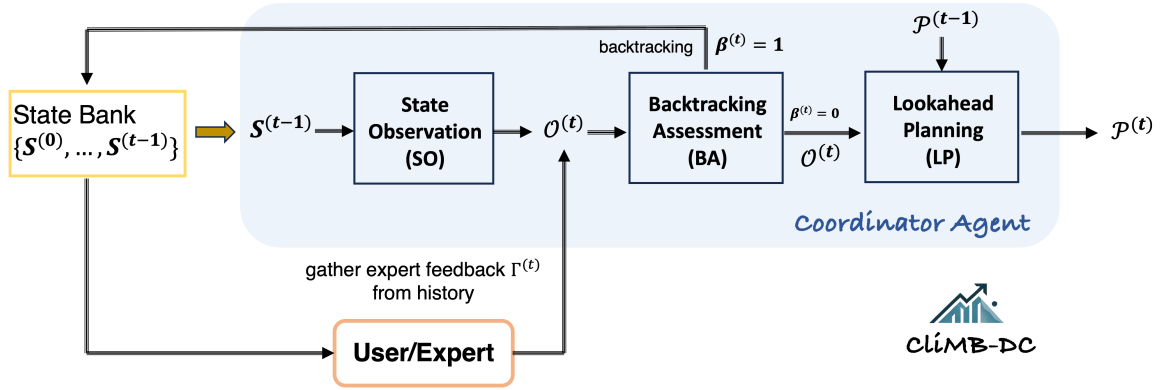 backtracking
β^(t) = 1
𝒫^(t−1)
State Bank
{S^(0), ..., S^(t−1)}
S^(t−1)
State
Observation
(SO)
𝒪^(t)
Backtracking
Assessment
(BA)
β^(t) = 0
𝒪^(t)
Lookahead
Planning
(LP)
𝒫^(t)
Coordinator Agent
gather expert feedback Γ^(t)
from history
User/Expert
CliMB-DC